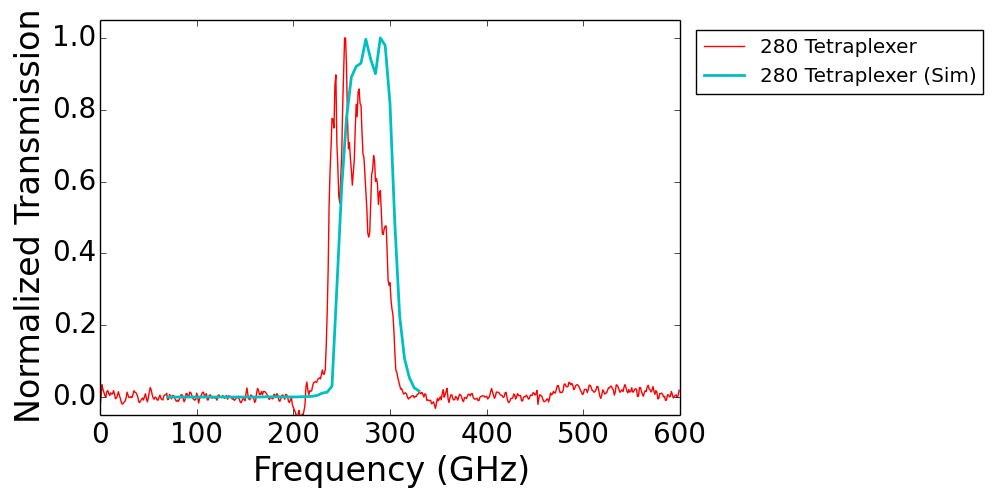 Normalized Transmission
1.0
0.8
0.6
0.4
0.2
0.0
0 100 200 300 400 500 600
Frequency (GHz)
280 Tetraplexer
280 Tetraplexer (Sim)